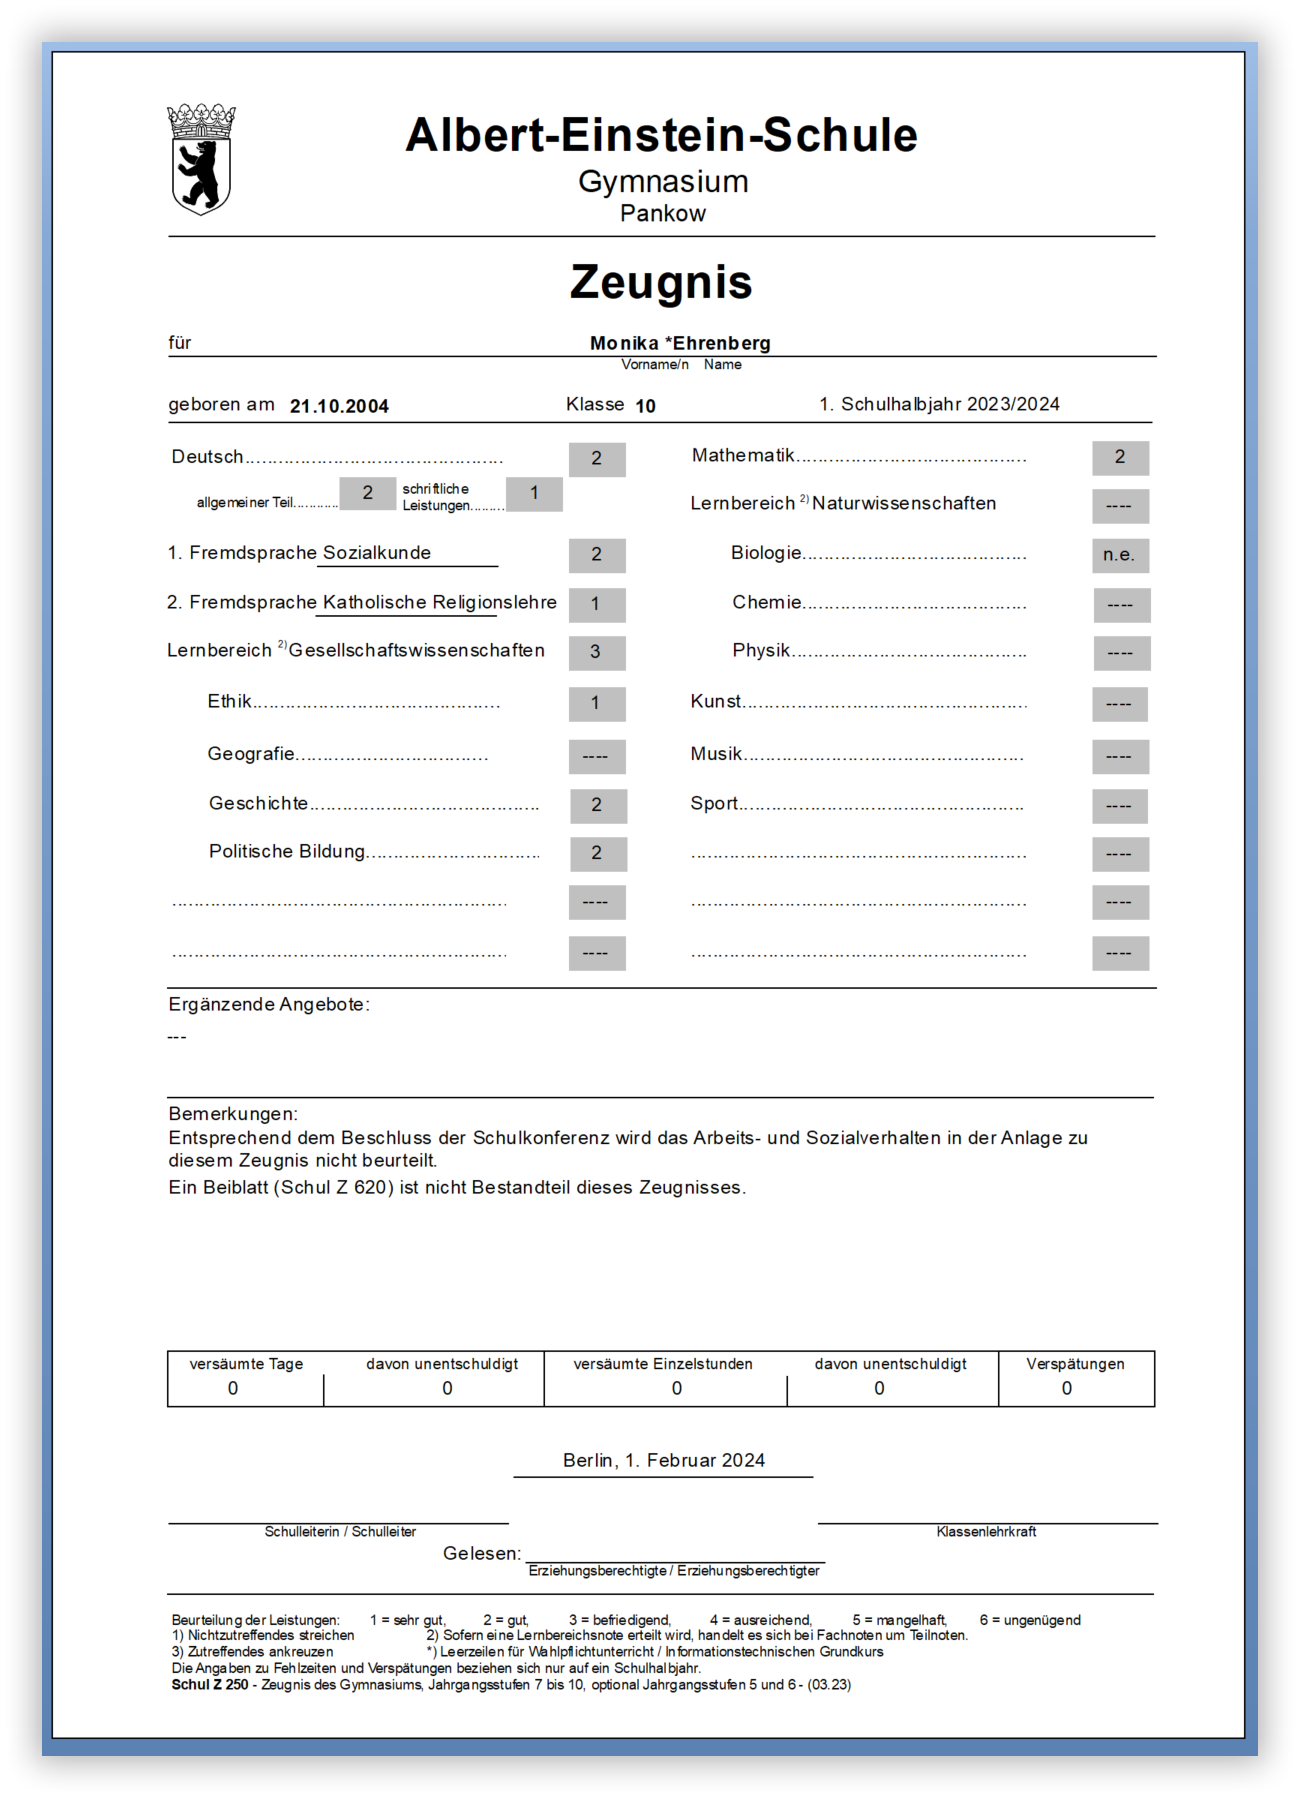 Albert-Einstein-Schule
Gymnasium
Pankow
Zeugnis
für Monika *Ehrenberg
Vorname/n Name
geboren am 21.10.2004 Klasse 10 1. Schulhalbjahr 2023/2024
Deutsch............................................... 2
allgemeiner Teil............ 2 schriftliche Leistungen......... 1
1. Fremdsprache Sozialkunde 2
2. Fremdsprache Katholische Religionslehre 1
Lernbereich 2) Gesellschaftswissenschaften 3
Ethik............................................. 1
Geografie................................... ----
Geschichte.......................................... 2
Politische Bildung................................ 2
............................................................. ----
............................................................. ----
Mathematik.......................................... 2
Lernbereich 2) Naturwissenschaften ----
Biologie......................................... n.e.
Chemie......................................... ----
Physik........................................... ----
Kunst.................................................... ----
Musik................................................... ----
Sport.................................................... ----
............................................................. ----
............................................................. ----
............................................................. ----
Ergänzende Angebote:
---
Bemerkungen:
Entsprechend dem Beschluss der Schulkonferenz wird das Arbeits- und Sozialverhalten in der Anlage zu
diesem Zeugnis nicht beurteilt.
Ein Beiblatt (Schul Z 620) ist nicht Bestandteil dieses Zeugnisses.
versäumte Tage davon unentschuldigt versäumte Einzelstunden davon unentschuldigt Verspätungen
0 0 0 0 0
Berlin, 1. Februar 2024
Schulleiterin / Schulleiter Klassenlehrkraft
Gelesen:
Erziehungsberechtigte / Erziehungsberechtigter
Beurteilung der Leistungen: 1 = sehr gut, 2 = gut, 3 = befriedigend, 4 = ausreichend, 5 = mangelhaft, 6 = ungenügend
1) Nichtzutreffendes streichen 2) Sofern eine Lernbereichsnote erteilt wird, handelt es sich bei Fachnoten um Teilnoten.
3) Zutreffendes ankreuzen *) Leerzeilen für Wahlpflichtunterricht / Informationstechnischen Grundkurs
Die Angaben zu Fehlzeiten und Verspätungen beziehen sich nur auf ein Schulhalbjahr.
Schul Z 250 - Zeugnis des Gymnasiums, Jahrgangsstufen 7 bis 10, optional Jahrgangsstufen 5 und 6 - (03.23)